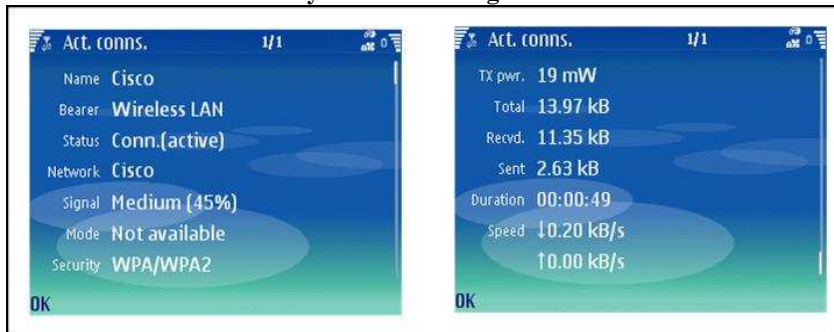 Act. conns. 1/1
Name Cisco
Bearer Wireless LAN
Status Conn.(active)
Network Cisco
Signal Medium (45%)
Mode Not available
Security WPA/WPA2
OK
Act. conns. 1/1
TX pwr. 19 mW
Total 13.97 kB
Recvd. 11.35 kB
Sent 2.63 kB
Duration 00:00:49
Speed ↓0.20 kB/s
↑0.00 kB/s
OK